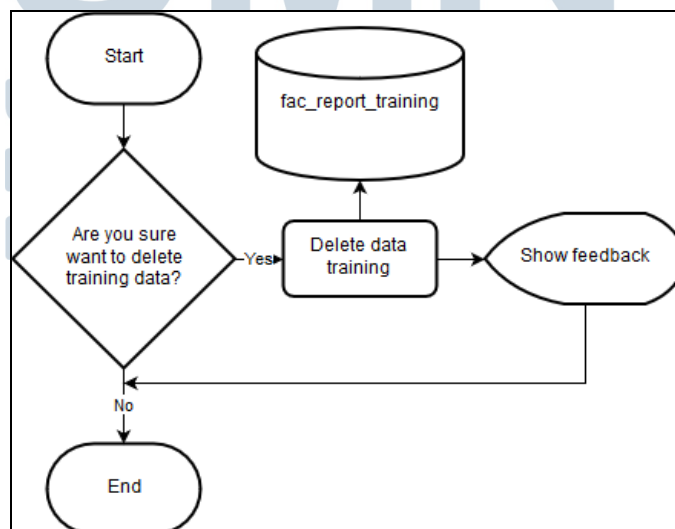 Start
fac_report_training
Are you sure
want to delete
training data?
Yes
Delete data
training
Show feedback
No
End